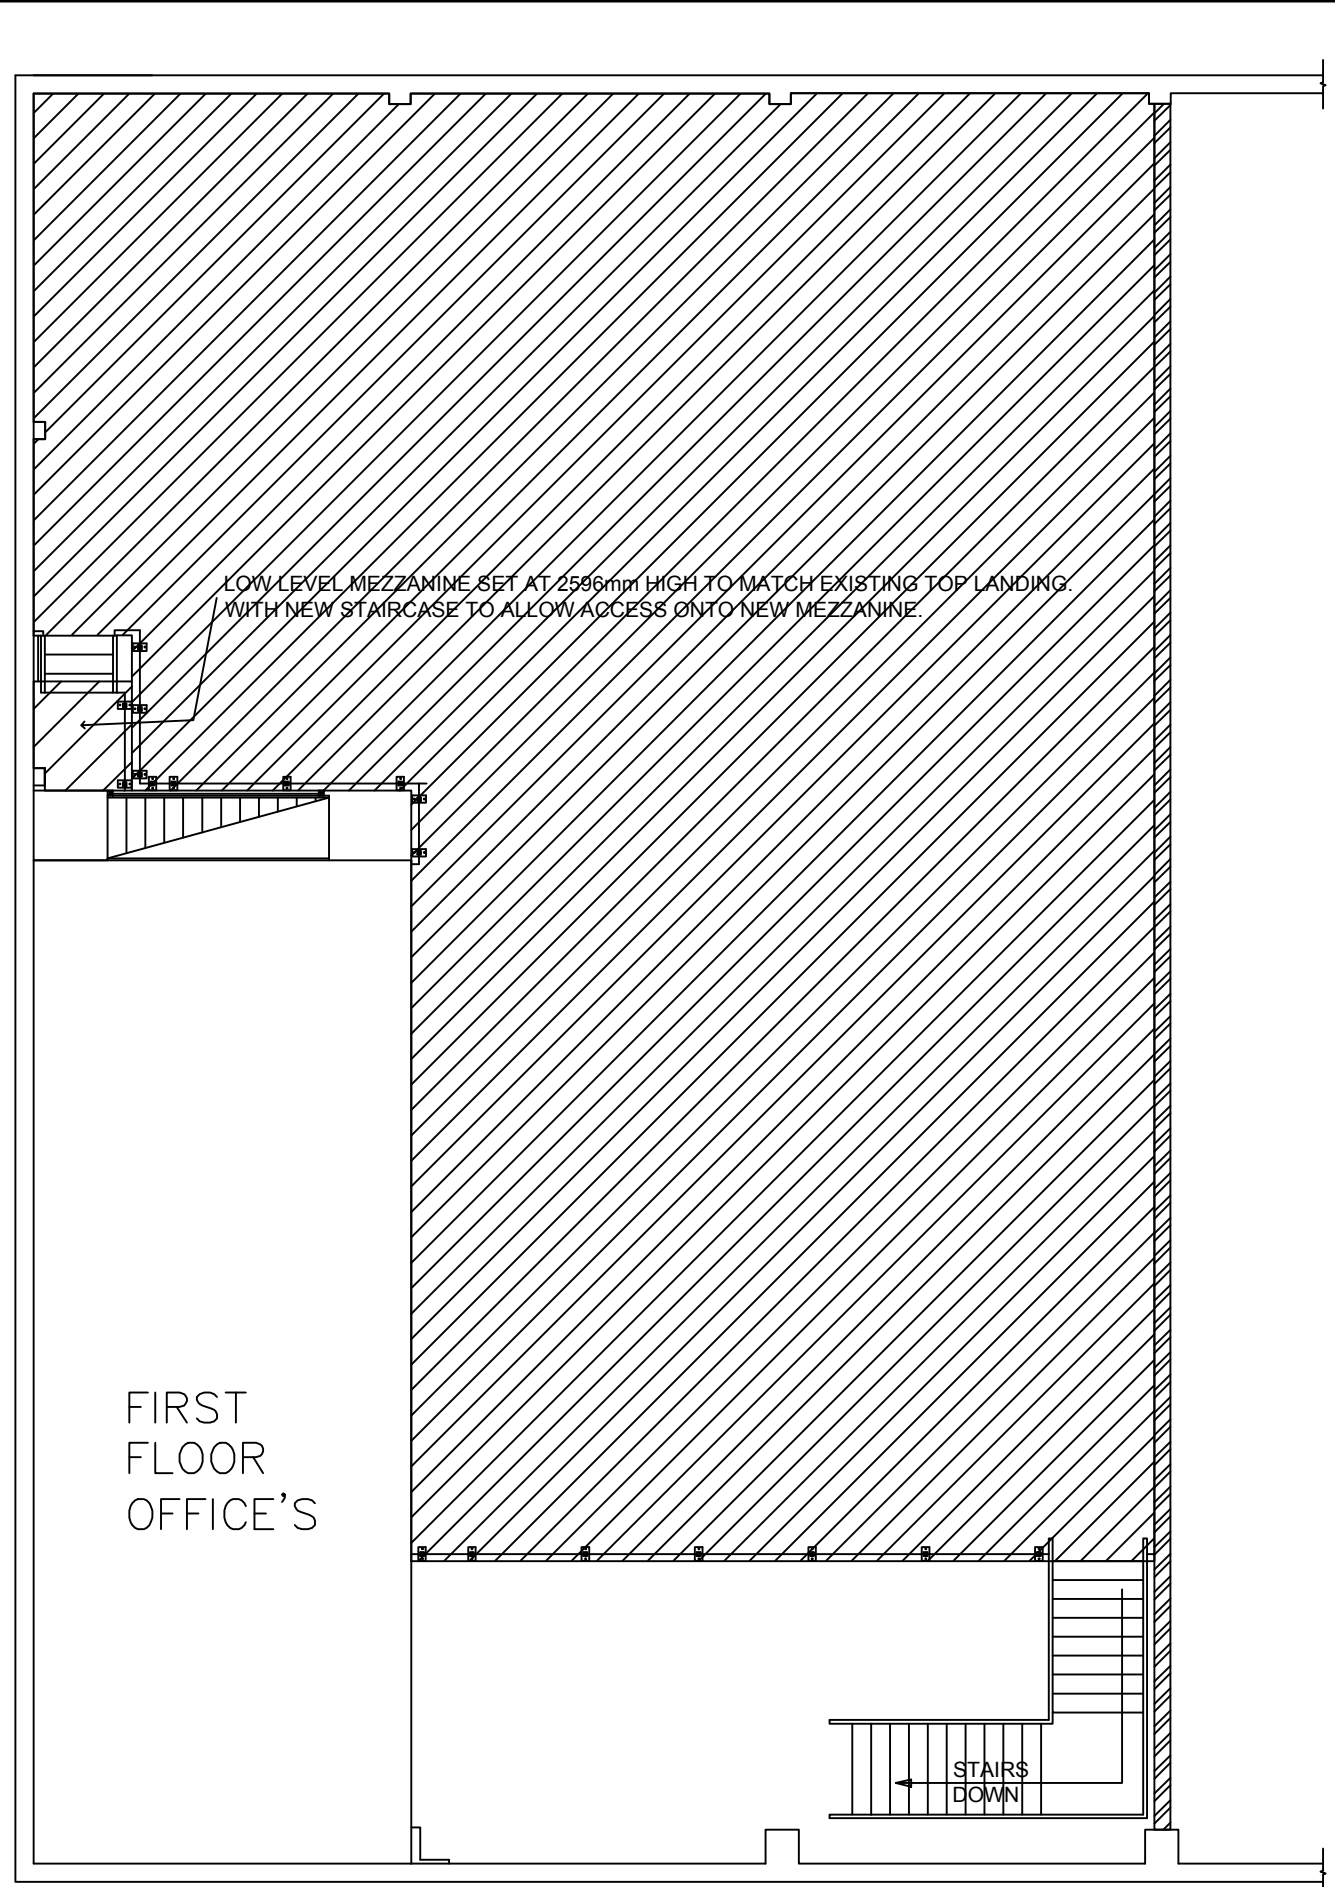 LOW LEVEL MEZZANINE SET AT 2596mm HIGH TO MATCH EXISTING TOP LANDING.
WITH NEW STAIRCASE TO ALLOW ACCESS ONTO NEW MEZZANINE.
FIRST
FLOOR
OFFICE'S
STAIRS
DOWN